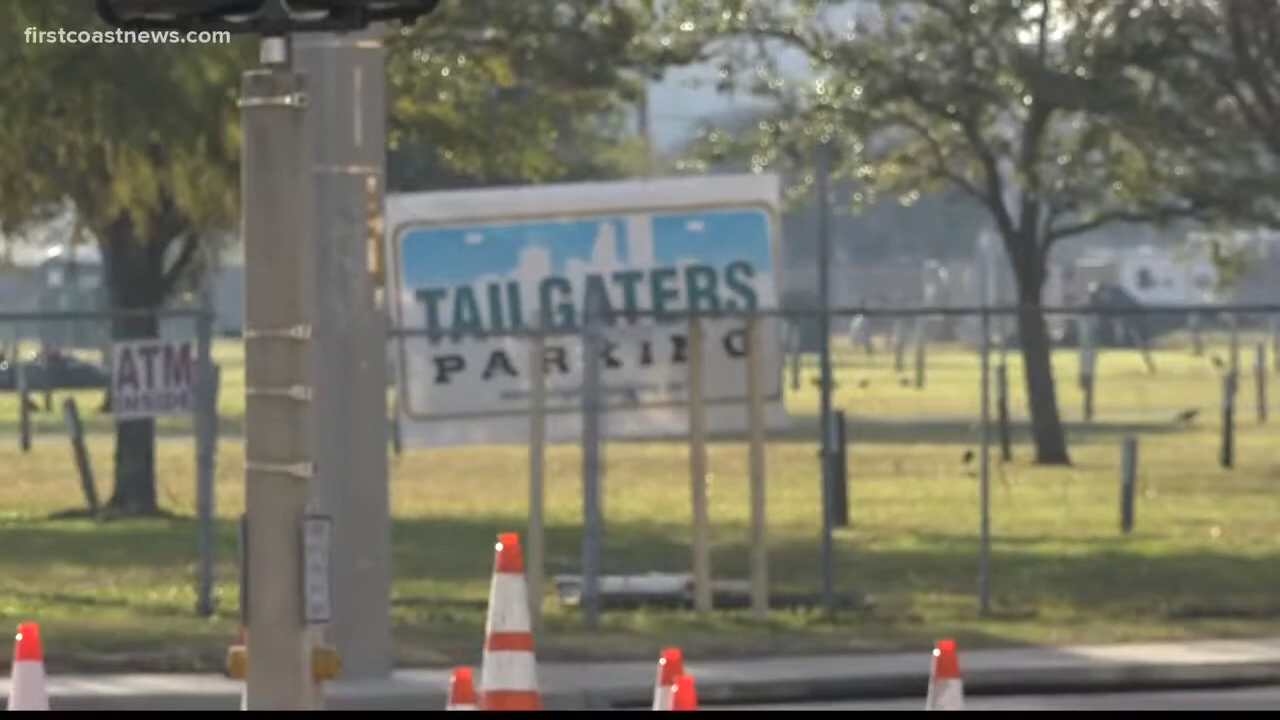 firstcoastnews.com
TAILGATERS
PARKING
ATM
INSIDE